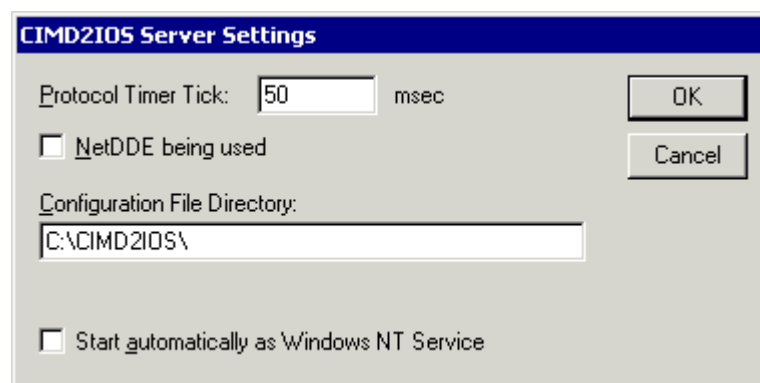 CIMD2IOS Server Settings
Protocol Timer Tick: 50 msec
OK
NetDDE being used
Cancel
Configuration File Directory:
C:\CIMD2IOS\
Start automatically as Windows NT Service